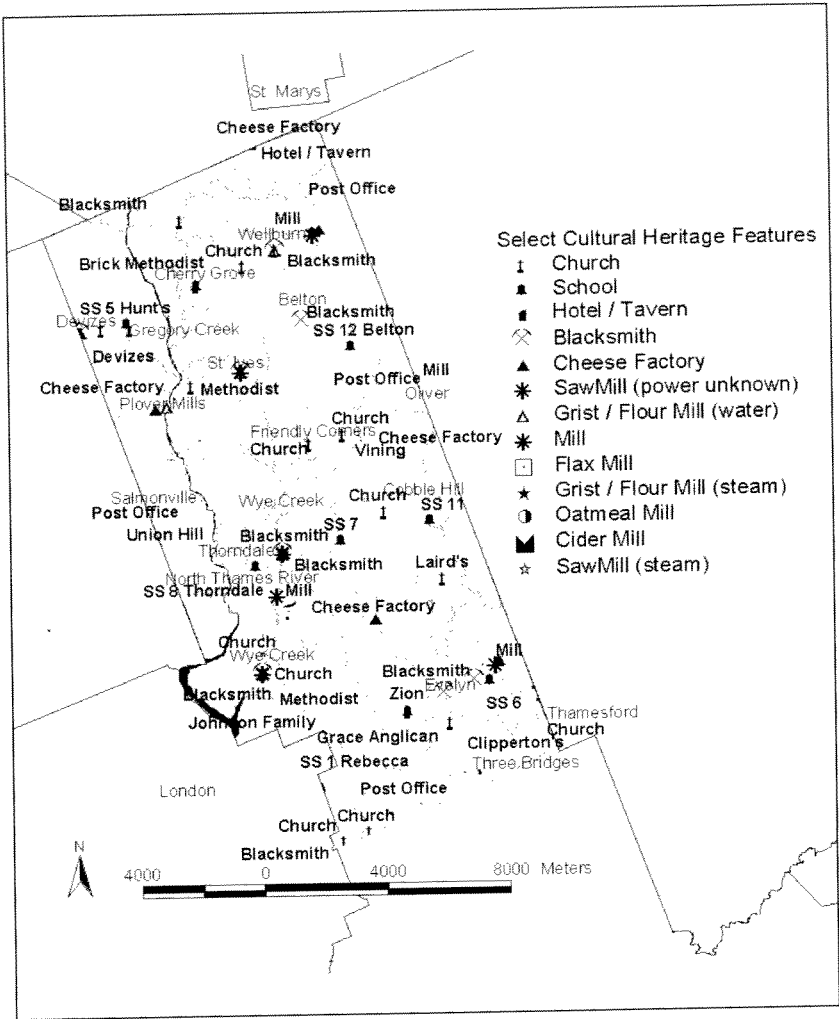 St Marys
Cheese Factory
Hotel / Tavern
Post Office
Blacksmith
Mill
Wellburn
Church
Blacksmith
Brick Methodist
Cherry Grove
Belton
Blacksmith
SS 5 Hunt's
SS 12 Belton
Devizes
Gregory Creek
Devizes
St Ives
Mill
Post Office
Cheese Factory
Methodist
Oliver
Plover Mills
Church
Friendly Corners
Cheese Factory
Church
Vining
Cobble Hill
Salmonville
Wye Creek
Church
Post Office
SS 11
SS 7
Union Hill
Blacksmith
Thorndale
Blacksmith
Laird's
North Thames River
SS 8 Thorndale
Mill
Cheese Factory
Church
Mill
Wye Creek
Church
Blacksmith
Evelyn
Blacksmith
Methodist
Zion
SS 6
Thamesford
Johnson Family
Grace Anglican
Church
Clipperton's
SS 1 Rebecca
Three Bridges
London
Post Office
Church
Church
Blacksmith
Select Cultural Heritage Features
Church
School
Hotel / Tavern
Blacksmith
Cheese Factory
SawMill (power unknown)
Grist / Flour Mill (water)
Mill
Flax Mill
Grist / Flour Mill (steam)
Oatmeal Mill
Cider Mill
SawMill (steam)
N
4000 0 4000 8000 Meters